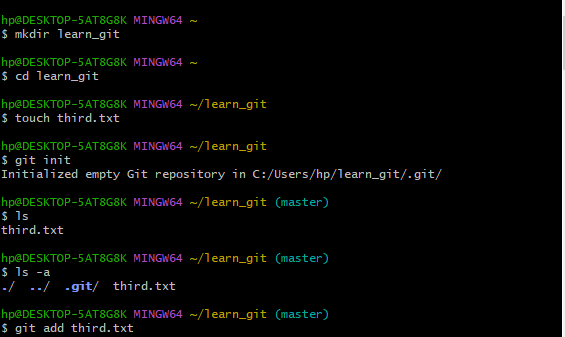 hp@DESKTOP-5AT8G8K MINGW64 ~
$ mkdir learn_git
hp@DESKTOP-5AT8G8K MINGW64 ~
$ cd learn_git
hp@DESKTOP-5AT8G8K MINGW64 ~/learn_git
$ touch third.txt
hp@DESKTOP-5AT8G8K MINGW64 ~/learn_git
$ git init
Initialized empty Git repository in C:/Users/hp/learn_git/.git/
hp@DESKTOP-5AT8G8K MINGW64 ~/learn_git (master)
$ ls
third.txt
hp@DESKTOP-5AT8G8K MINGW64 ~/learn_git (master)
$ ls -a
./  ../  .git/  third.txt
hp@DESKTOP-5AT8G8K MINGW64 ~/learn_git (master)
$ git add third.txt